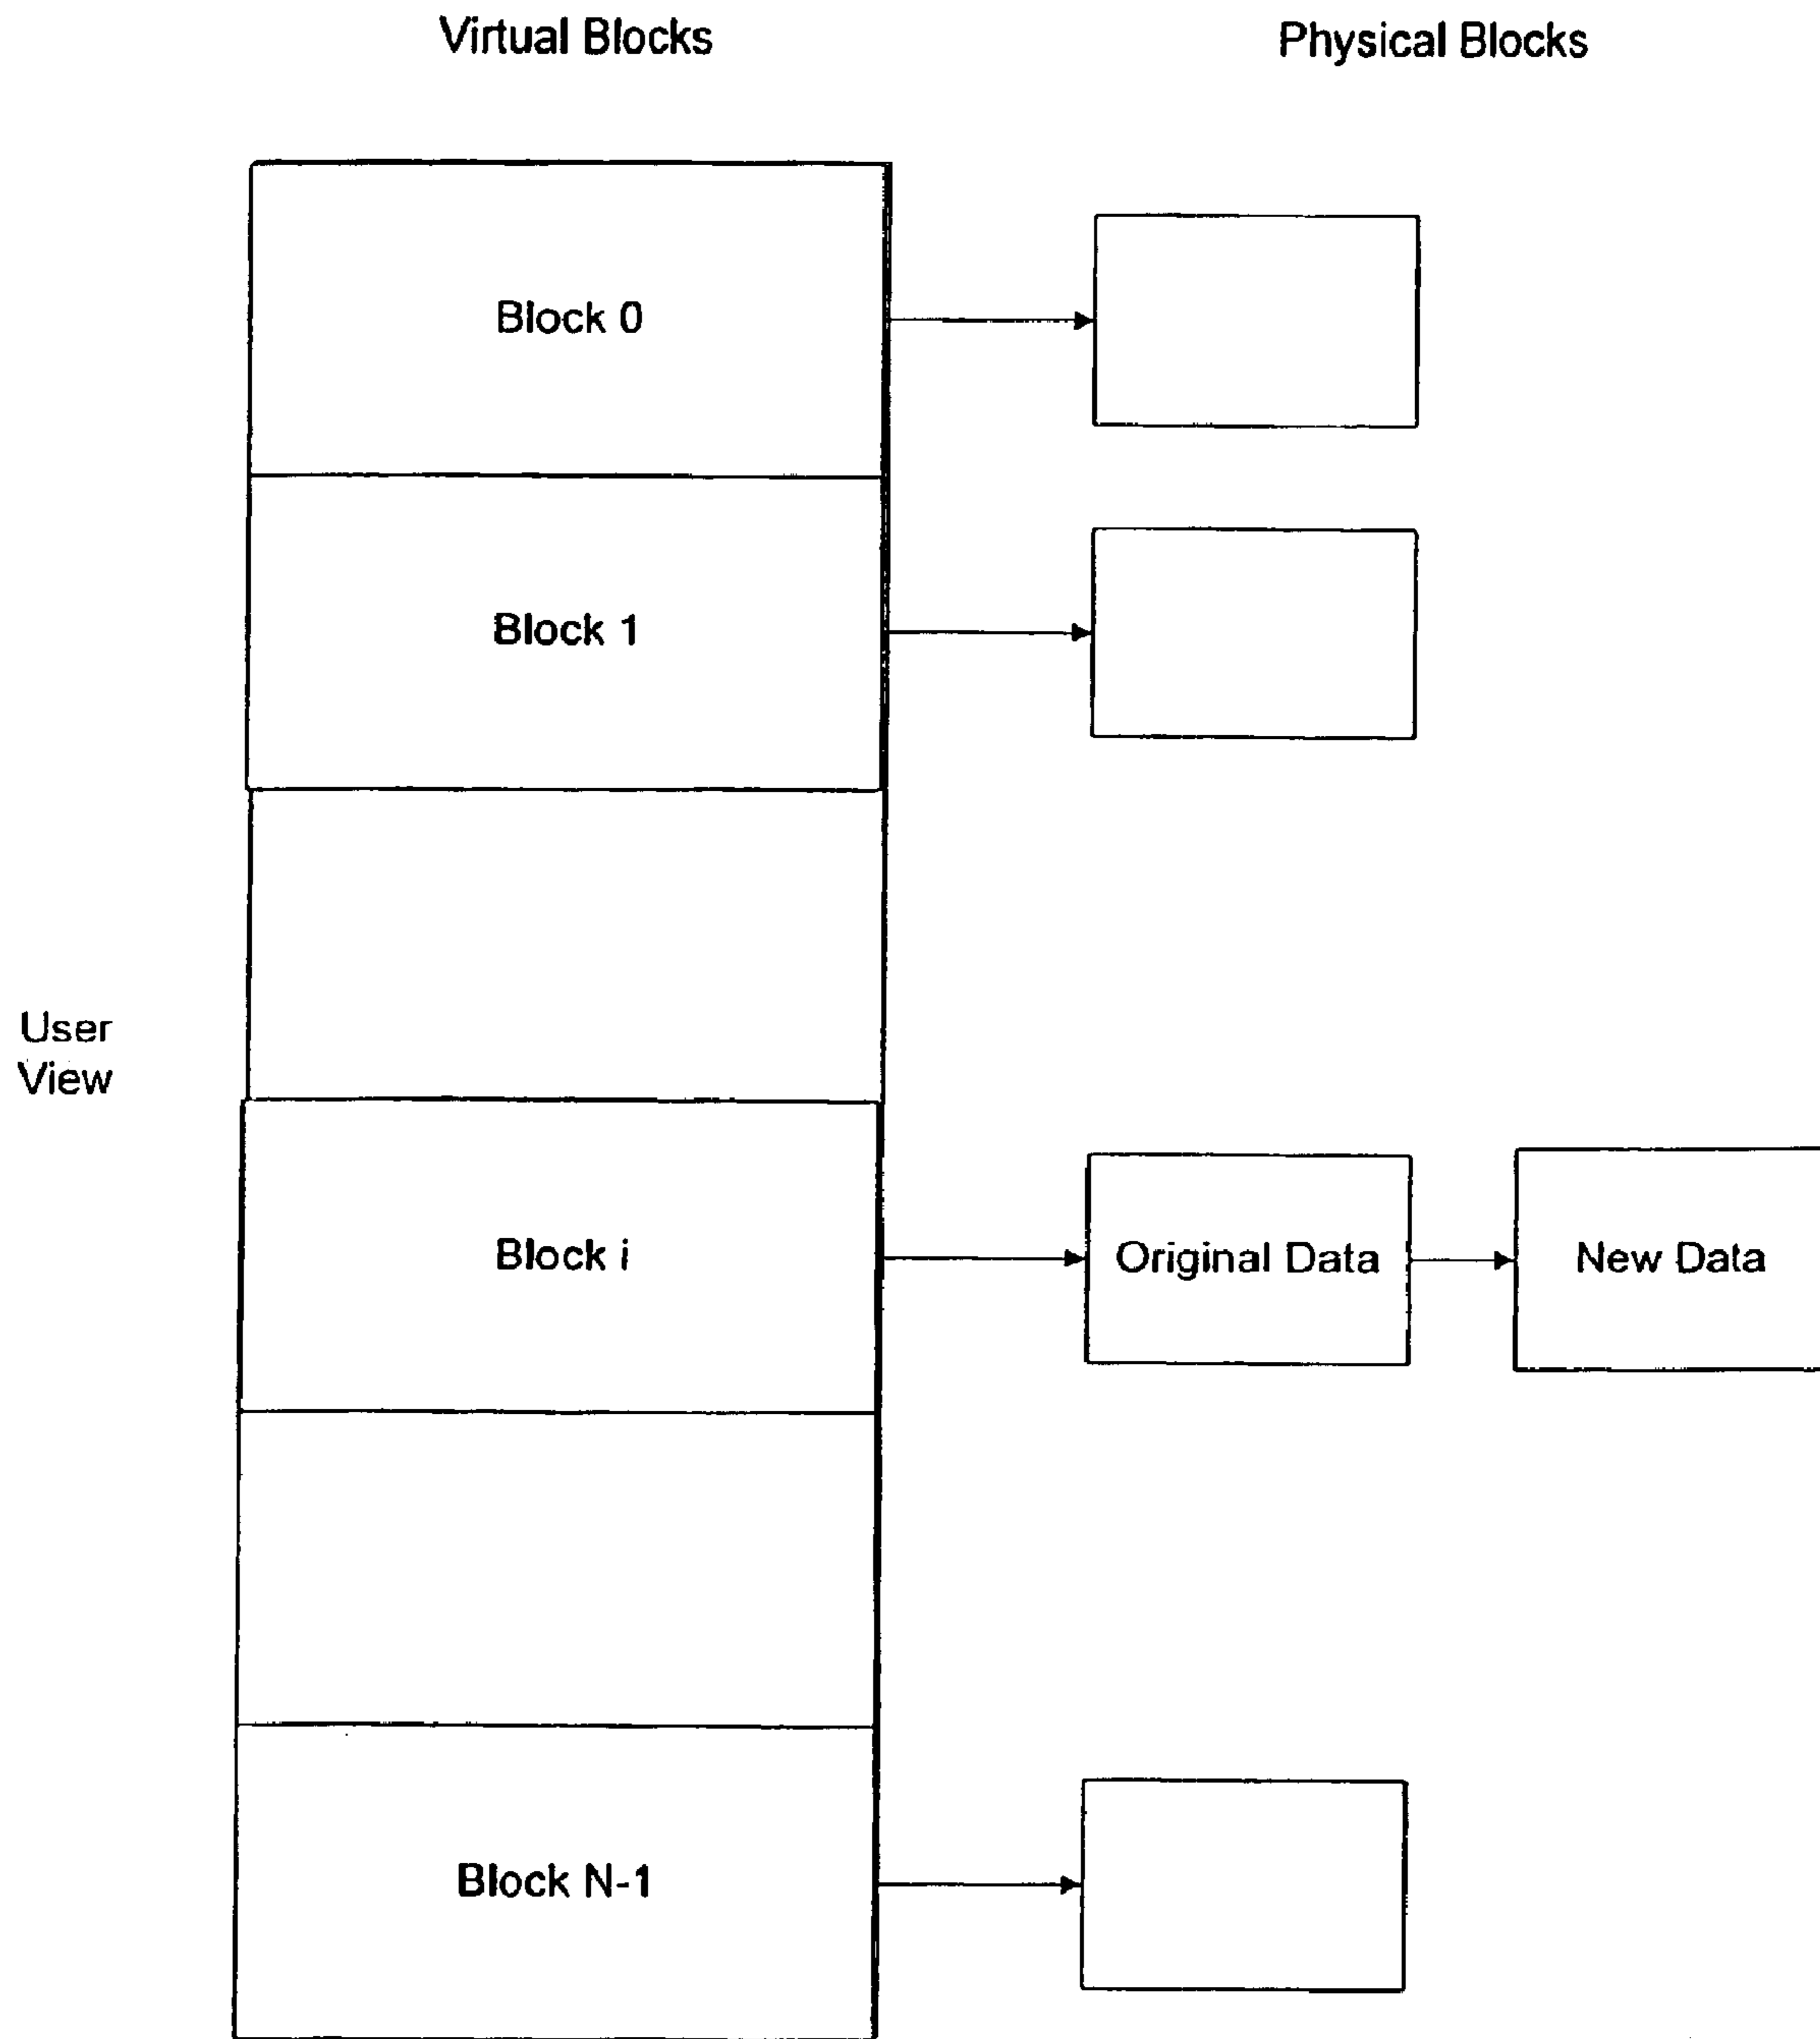 Virtual Blocks
Physical Blocks
Block 0
Block 1
User
View
Block i
Original Data
New Data
Block N-1